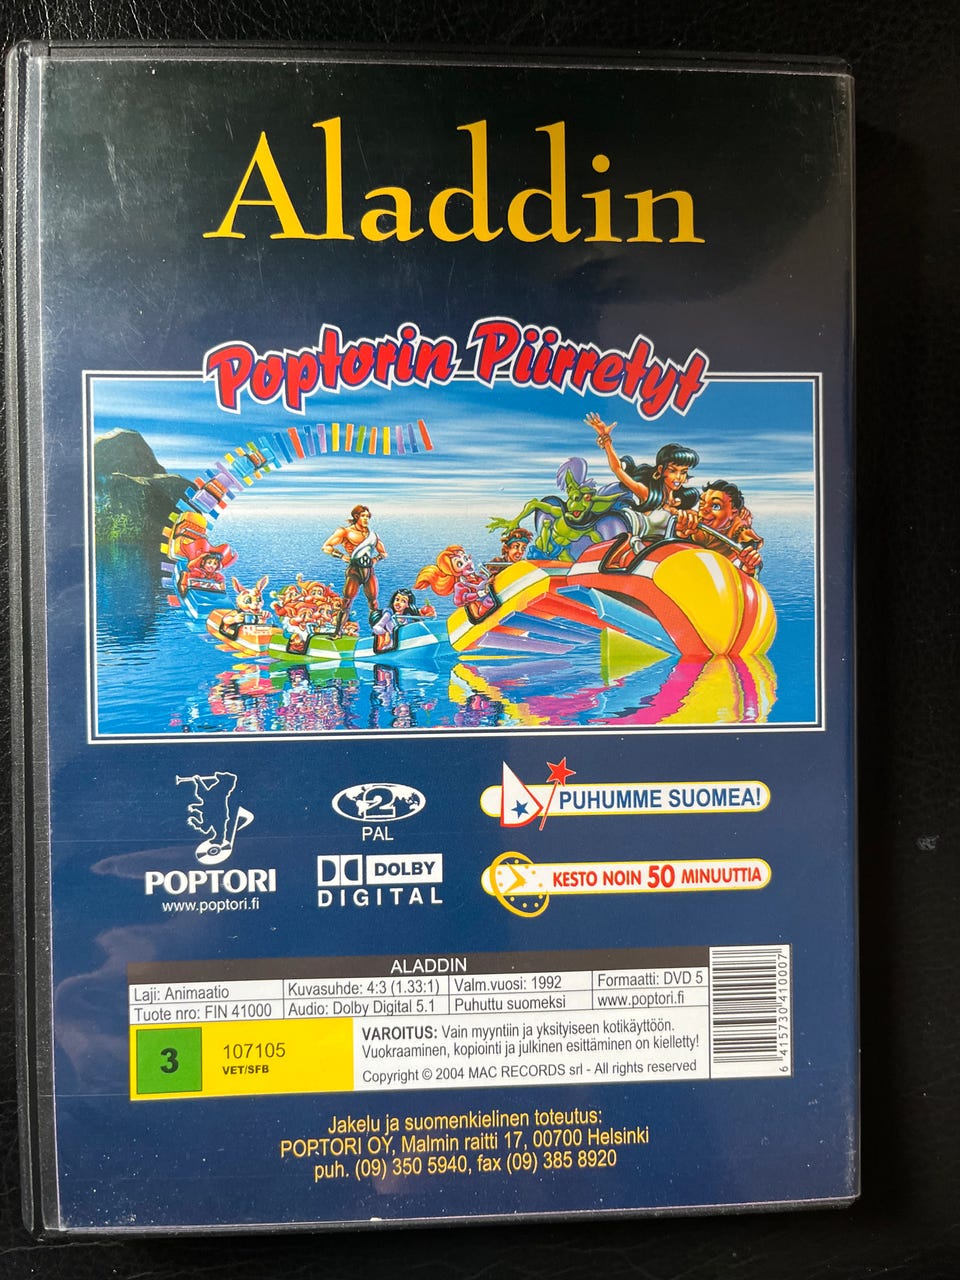 Aladdin
Poptorin Piirretyt
2
PAL
PUHUMME SUOMEA!
POPTORI
www.poptori.fi
DOLBY
DIGITAL
KESTO NOIN 50 MINUUTTIA
ALADDIN
Laji: Animaatio
Kuvasuhde: 4:3 (1.33:1)
Valm.vuosi: 1992
Formaatti: DVD 5
Tuote nro: FIN 41000
Audio: Dolby Digital 5.1
Puhuttu suomeksi
www.poptori.fi
3
107105
VET/SFB
VAROITUS: Vain myyntiin ja yksityiseen kotikäyttöön.
Vuokraaminen, kopiointi ja julkinen esittäminen on kielletty!
Copyright © 2004 MAC RECORDS srl - All rights reserved
6 415730 410007
Jakelu ja suomenkielinen toteutus:
POPTORI OY, Malmin raitti 17, 00700 Helsinki
puh. (09) 350 5940, fax (09) 385 8920